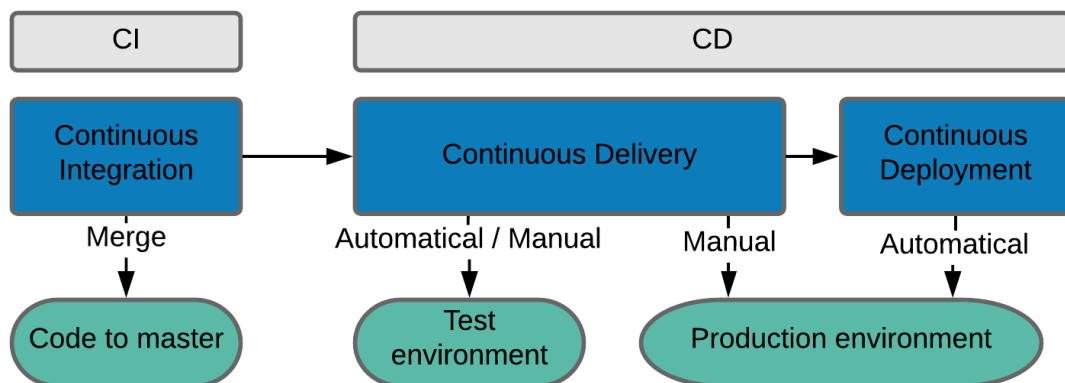 CI
CD
Continuous
Integration
Continuous Delivery
Continuous
Deployment
Merge
Automatical / Manual
Manual
Automatical
Code to master
Test
environment
Production environment